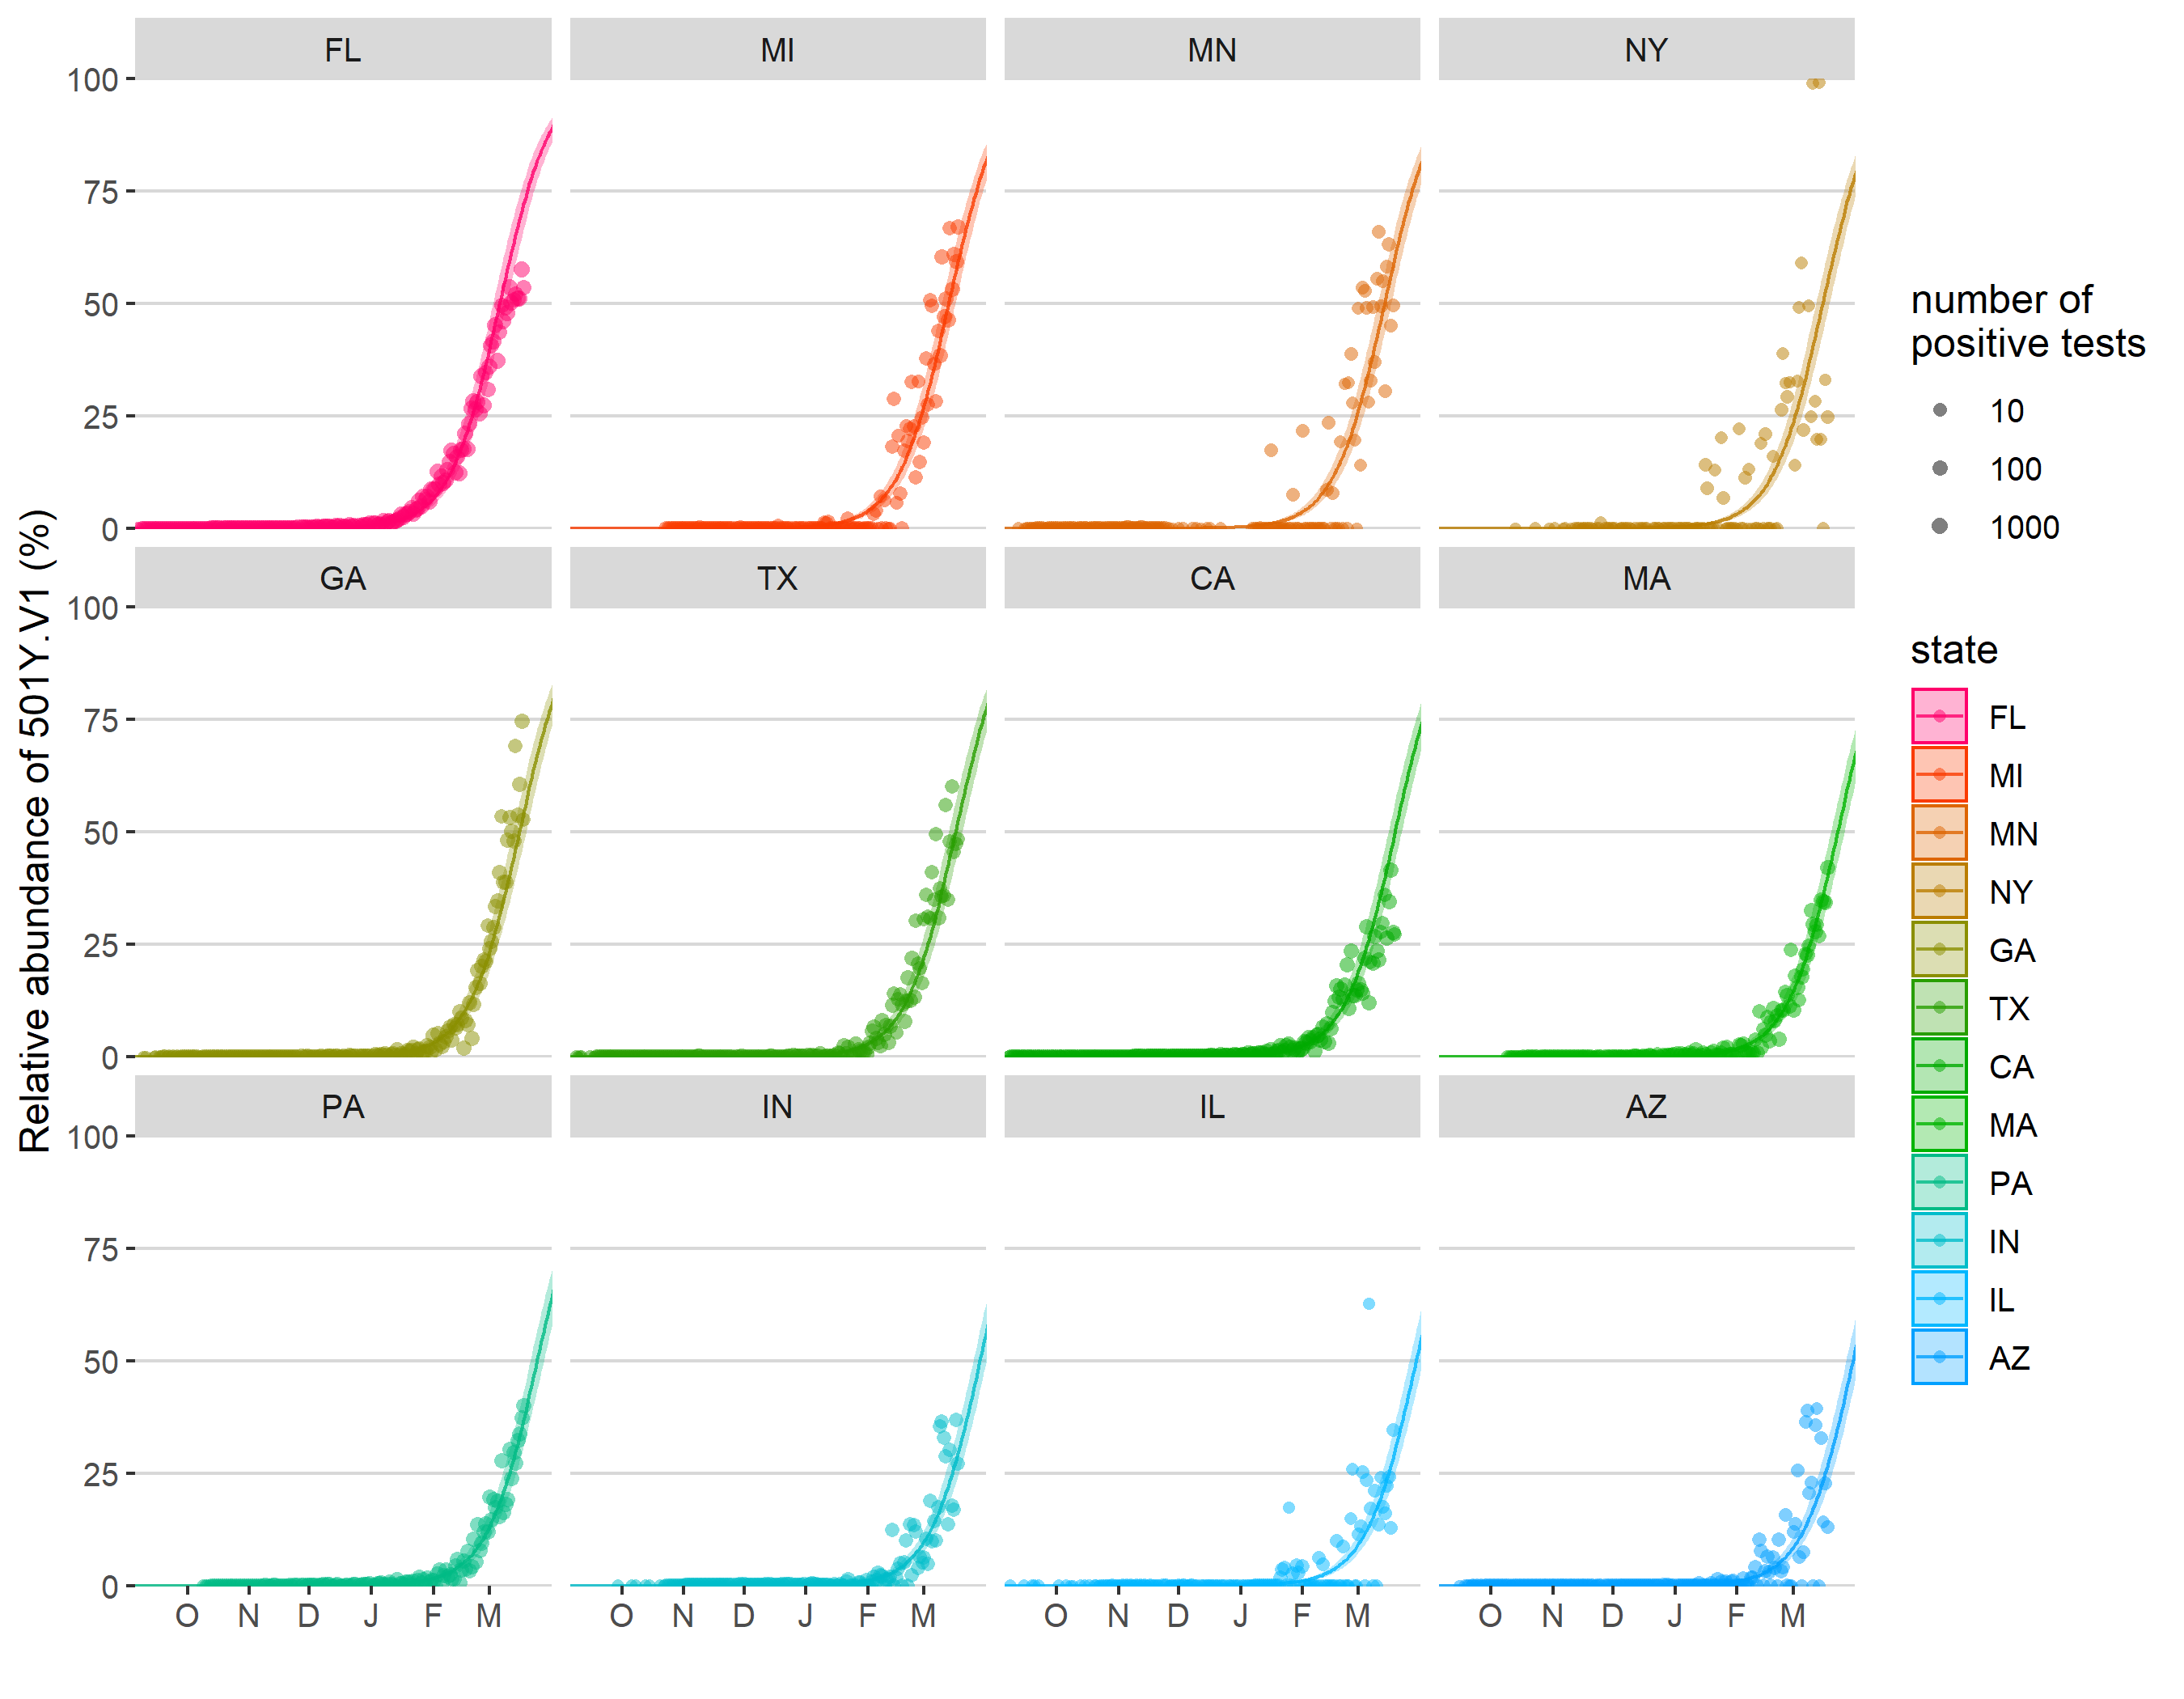 FL MI MN NY
100
75
50
25
0
GA TX CA MA
100
75
50
25
0
PA IN IL AZ
100
75
50
25
0
O N D J F M O N D J F M O N D J F M O N D J F M
Relative abundance of 501Y.V1 (%)
number of
positive tests
10
100
1000
state
FL
MI
MN
NY
GA
TX
CA
MA
PA
IN
IL
AZ